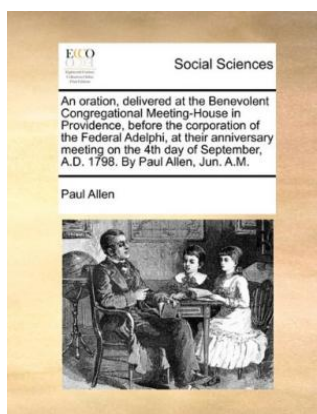 ECCO
Social Sciences
An oration, delivered at the Benevolent
Congregational Meeting-House in
Providence, before the corporation of
the Federal Adelphi, at their anniversary
meeting on the 4th day of September,
A.D. 1798. By Paul Allen, Jun. A.M.
Paul Allen